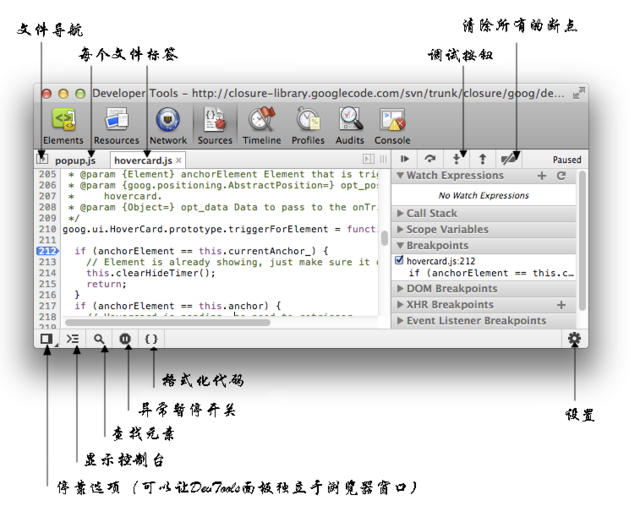 文件导航
每个文件标签
调试按钮
清除所有的断点
Developer Tools - http://closure-library.googlecode.com/svn/trunk/closure/goog/de...
Elements
Resources
Network
Sources
Timeline
Profiles
Audits
Console
popup.js
hovercard.js ×
Paused
205 * @param {Element} anchorElement Element that is trig
206 * @param {goog.positioning.AbstractPosition=} opt_pos
207 * hovercard.
208 * @param {Object=} opt_data Data to pass to the onTri
209 */
210 goog.ui.HoverCard.prototype.triggerForElement = functi
211
212 if (anchorElement == this.currentAnchor_) {
213 // Element is already showing, just make sure it d
214 this.clearHideTimer();
215 return;
216 }
217 if (anchorElement == this.anchor) {
218
219
Watch Expressions
No Watch Expressions
Call Stack
Scope Variables
Breakpoints
hovercard.js:212
if (anchorElement == this.c...
DOM Breakpoints
XHR Breakpoints
Event Listener Breakpoints
格式化代码
异常暂停开关
设置
查找元素
显示控制台
停靠选项（可以让DevTools面板独立于浏览器窗口）